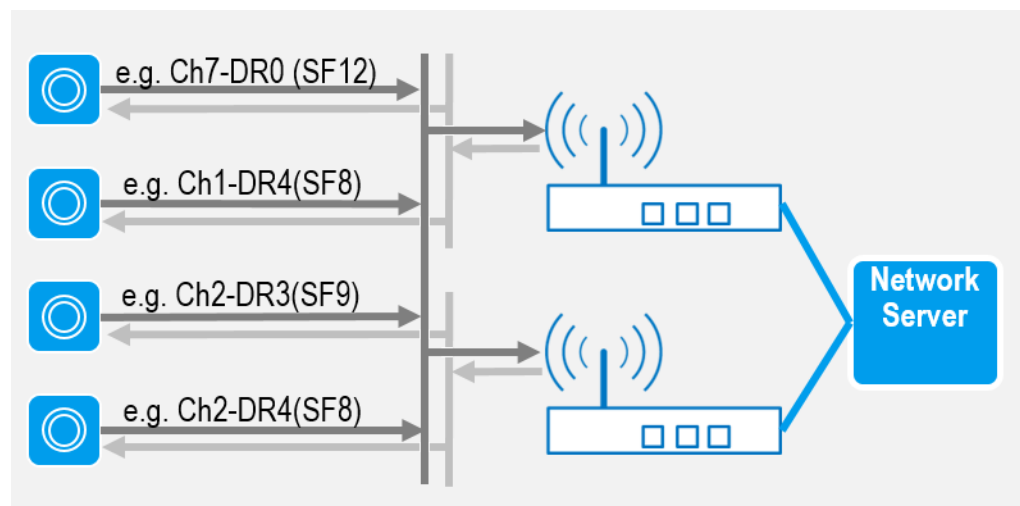 e.g. Ch7-DR0 (SF12)
e.g. Ch1-DR4(SF8)
e.g. Ch2-DR3(SF9)
e.g. Ch2-DR4(SF8)
Network
Server